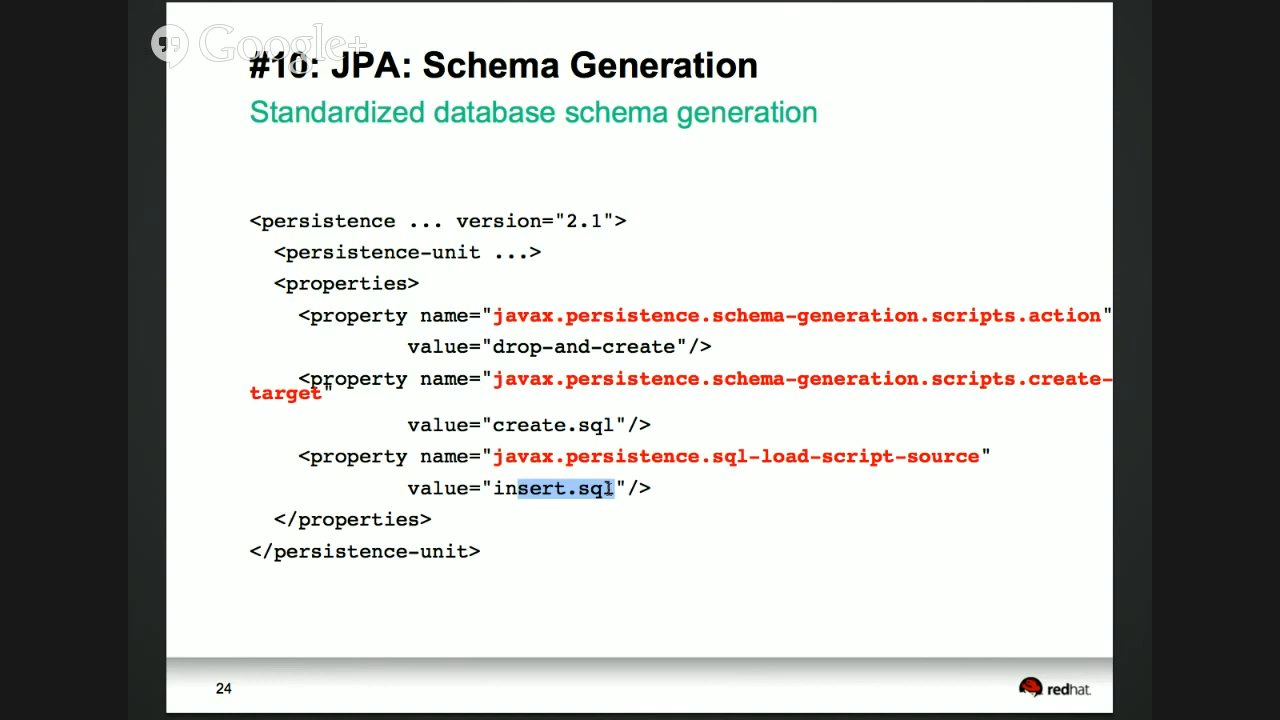 Google+
#10: JPA: Schema Generation
Standardized database schema generation
<persistence ... version="2.1">
<persistence-unit ...>
<properties>
<property name="javax.persistence.schema-generation.scripts.action"
value="drop-and-create"/>
<property name="javax.persistence.schema-generation.scripts.create-
target"
value="create.sql"/>
<property name="javax.persistence.sql-load-script-source"
value="insert.sql"/>
</properties>
</persistence-unit>
24
redhat.